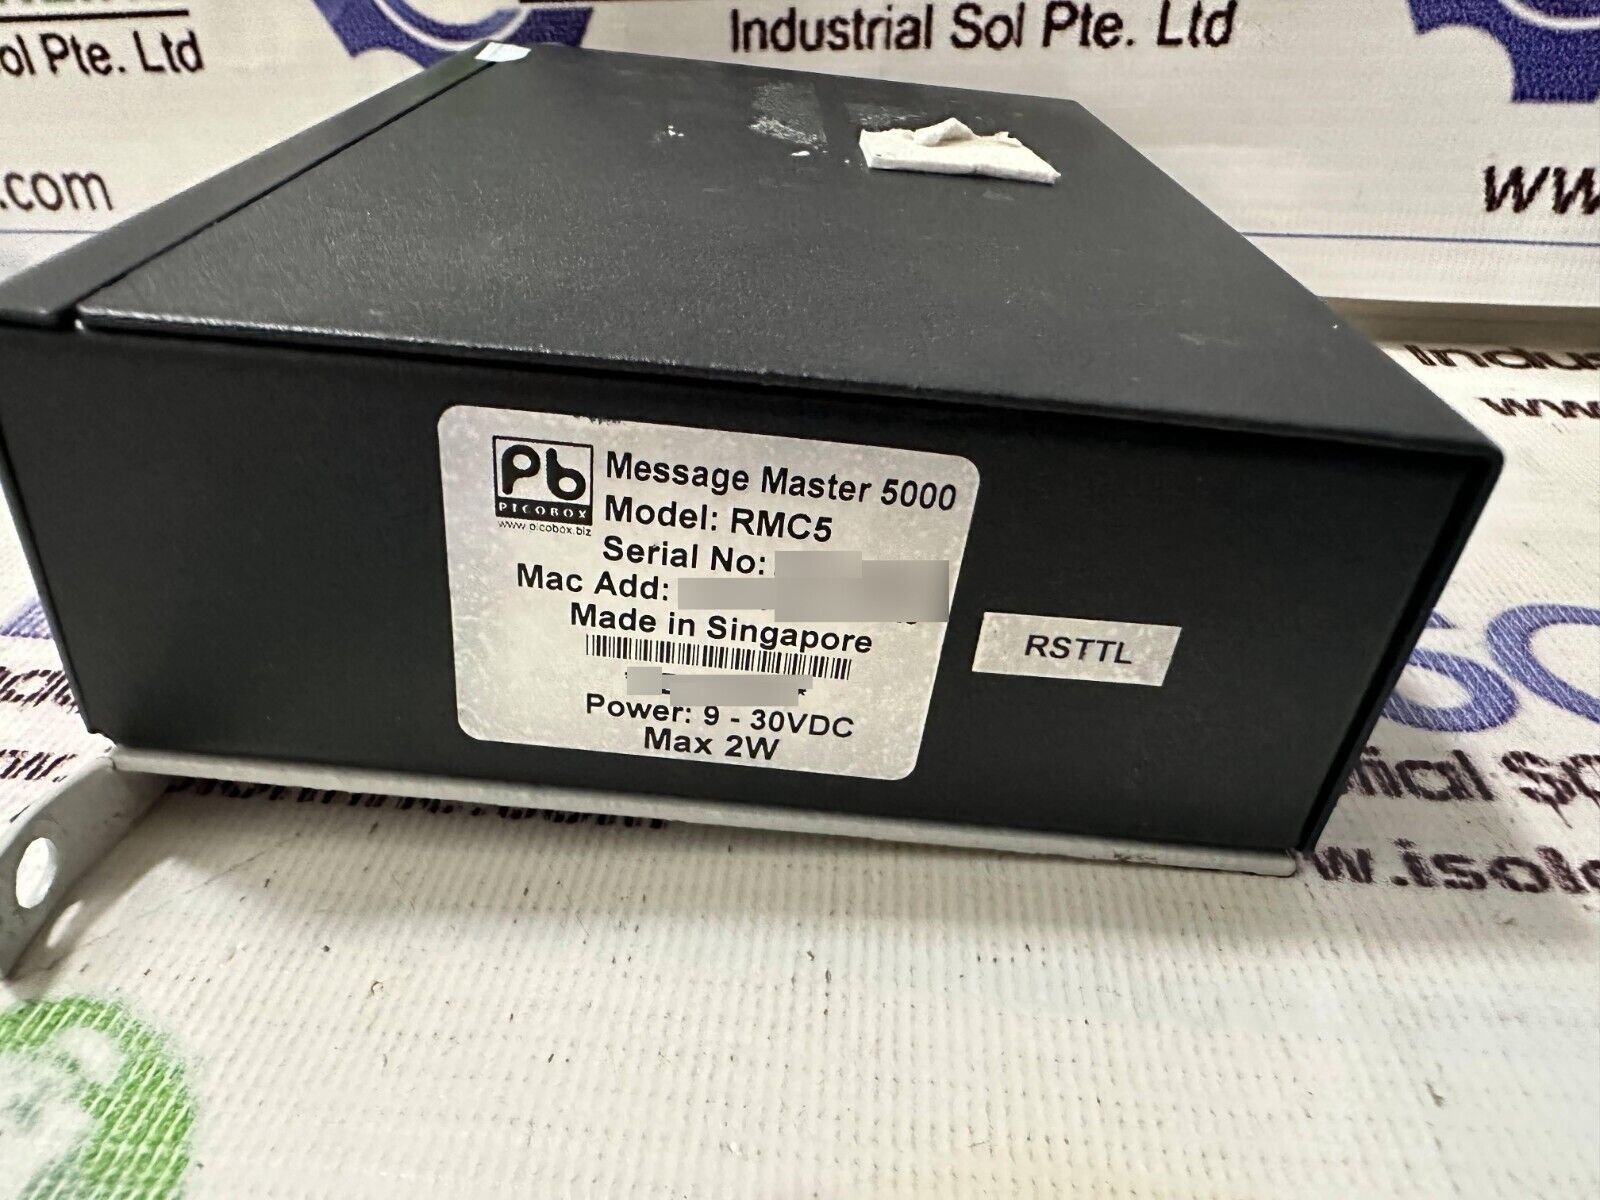 Industrial Sol Pte. Ltd
ol Pte. Ltd
.com
Pb
PICOBOX
www.picobox.biz
Message Master 5000
Model: RMC5
Serial No:
Mac Add:
Made in Singapore
Power: 9 - 30VDC
Max 2W
RSTTL